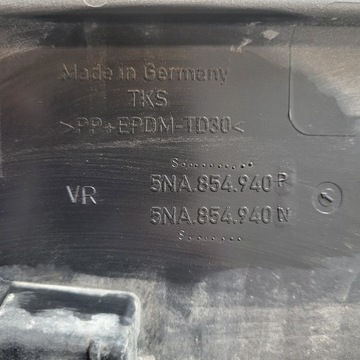 Made in Germany
TKS
>PP+EPDM-TD30<
S..........
5NA.854.940 P
VR
5NA.854.940 N
S..........